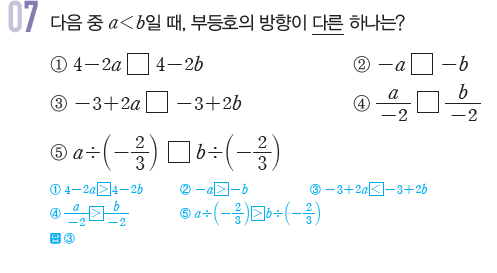 07 다음 중 a<b일 때, 부등호의 방향이 다른 하나는?
① 4-2a □ 4-2b ② -a □ -b
③ -3+2a □ -3+2b ④ a/-2 □ b/-2
⑤ a÷(-2/3) □ b÷(-2/3)
① 4-2a>4-2b ② -a>-b ③ -3+2a<-3+2b
④ a/-2>b/-2 ⑤ a÷(-2/3)>b÷(-2/3)
답 ③